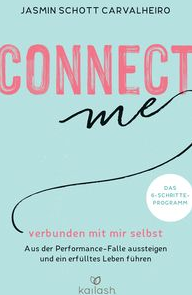 JASMIN SCHOTT CARVALHEIRO
CONNECT
me
verbunden mit mir selbst
Aus der Performance-Falle aussteigen
und ein erfülltes Leben führen
DAS
6-SCHRITTE-
PROGRAMM
kailash